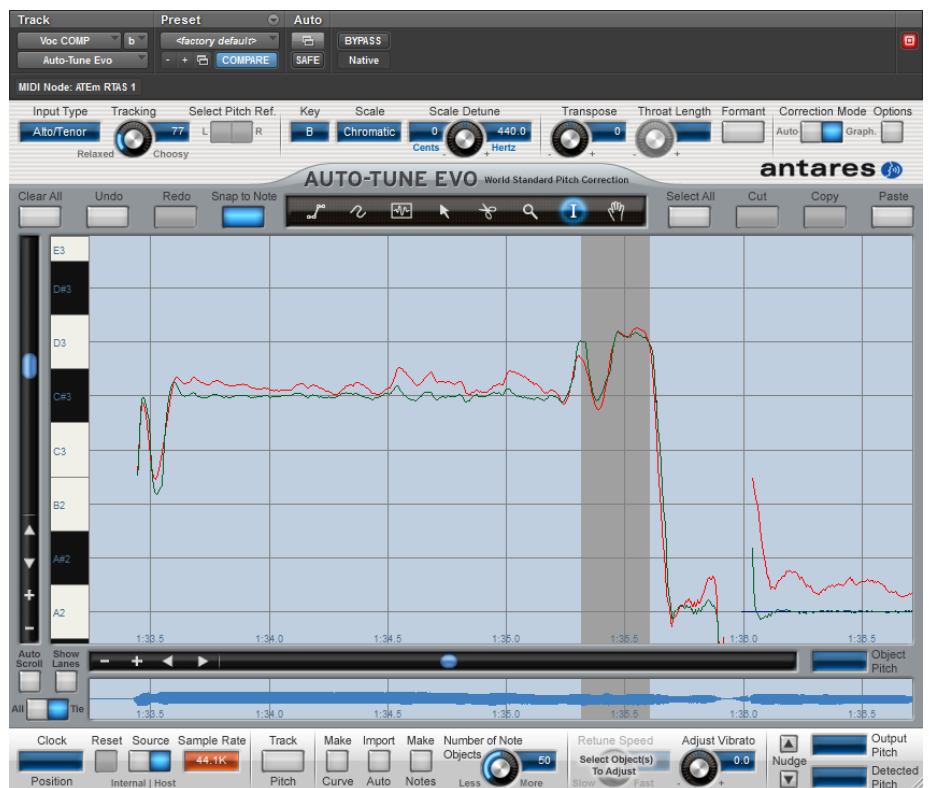 Track Preset Auto
Voc COMP b <factory default> BYPASS
Auto-Tune Evo - + COMPARE SAFE Native
MIDI Node: ATEm RTAS 1
Input Type Tracking Select Pitch Ref. Key Scale Scale Detune Transpose Throat Length Formant Correction Mode Options
Alto/Tenor 77 L R B Chromatic 0 440.0 0 Auto Graph.
Relaxed Choosy Cents - + Hertz - + - +
AUTO-TUNE EVO World Standard Pitch Correction antares
Clear All Undo Redo Snap to Note Select All Cut Copy Paste
I
E3
D#3
D3
C#3
C3
B2
A#2
+
A2
-
1:33.5 1:34.0 1:34.5 1:35.0 1:35.5 1:36.0 1:36.5
Auto Scroll Show Lanes - + Object Pitch
All Tie
1:33.5 1:34.0 1:34.5 1:35.0 1:35.5 1:36.0 1:36.5
Clock Reset Source Sample Rate Track Make Import Make Number of Note Retune Speed Adjust Vibrato Output
Objects Pitch
44.1K 50 Select Object(s) To Adjust 0.0 Nudge
Position Internal | Host Pitch Curve Auto Notes Less More Slow Fast - + Detected
Pitch